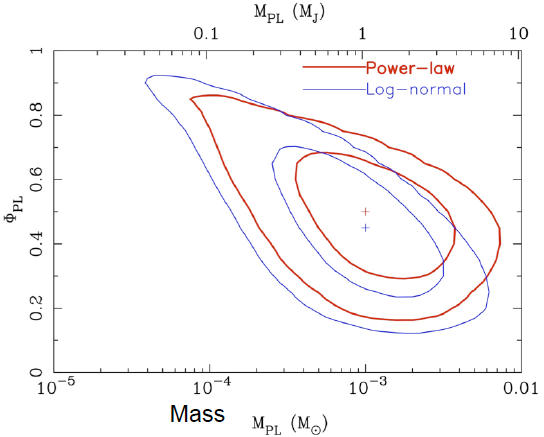 M_PL (M_J)
0.1 1 10
Power-law
Log-normal
1
0.8
0.6
0.4
0.2
0
Φ_PL
10^-5 10^-4 10^-3 0.01
Mass M_PL (M_⊙)